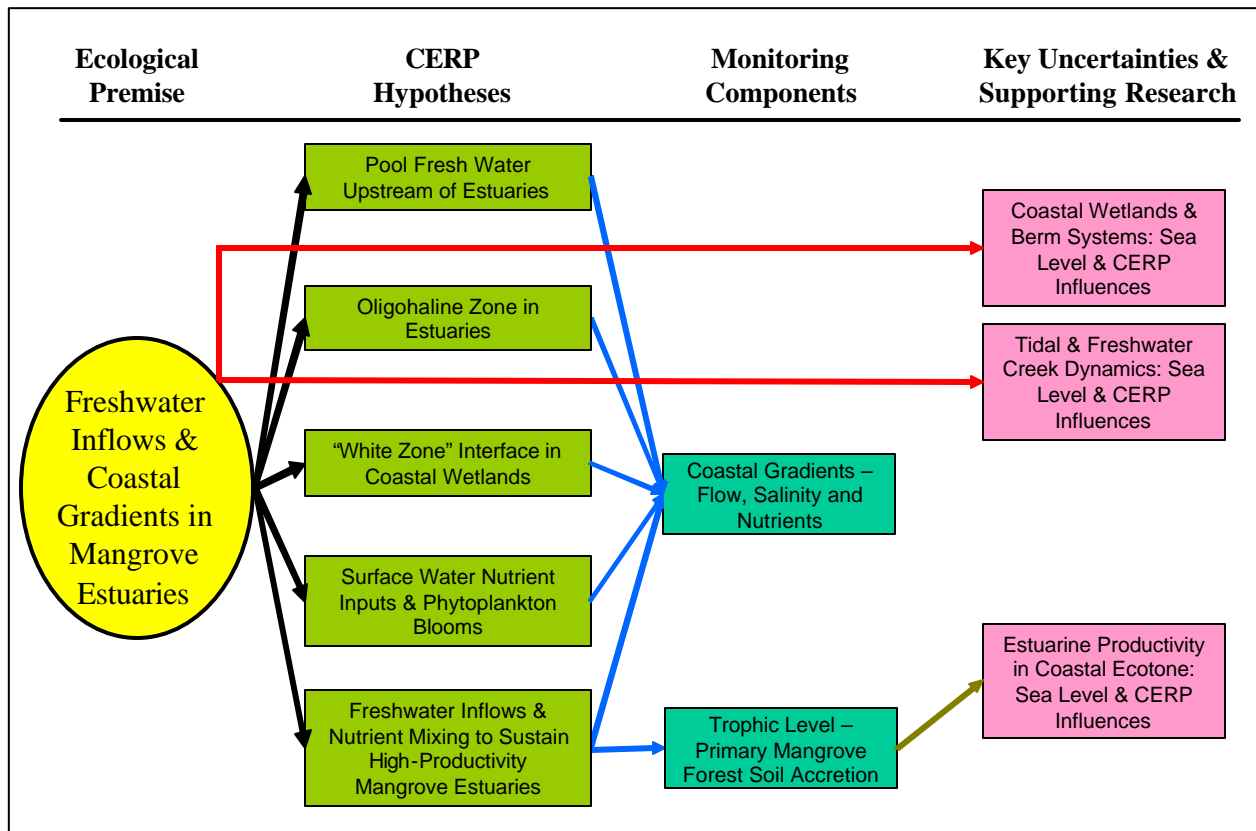 Ecological
Premise
CERP
Hypotheses
Monitoring
Components
Key Uncertainties &
Supporting Research
Freshwater
Inflows &
Coastal
Gradients in
Mangrove
Estuaries
Pool Fresh Water
Upstream of Estuaries
Oligohaline Zone in
Estuaries
“White Zone” Interface in
Coastal Wetlands
Surface Water Nutrient
Inputs & Phytoplankton
Blooms
Freshwater Inflows &
Nutrient Mixing to Sustain
High-Productivity
Mangrove Estuaries
Coastal Gradients –
Flow, Salinity and
Nutrients
Trophic Level –
Primary Mangrove
Forest Soil Accretion
Coastal Wetlands &
Berm Systems: Sea
Level & CERP
Influences
Tidal & Freshwater
Creek Dynamics: Sea
Level & CERP
Influences
Estuarine Productivity
in Coastal Ecotone:
Sea Level & CERP
Influences